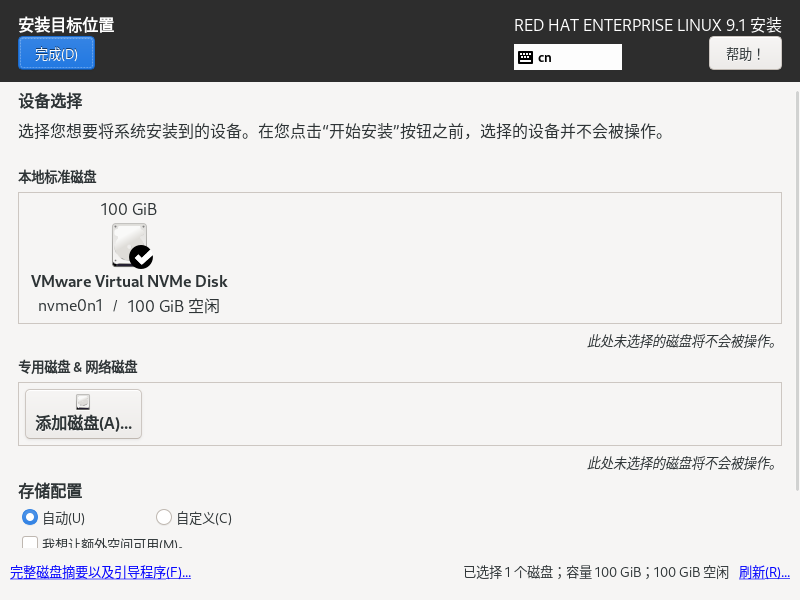 安装目标位置
RED HAT ENTERPRISE LINUX 9.1 安装
完成(D)
cn
帮助！
设备选择
选择您想要将系统安装到的设备。在您点击“开始安装”按钮之前，选择的设备并不会被操作。
本地标准磁盘
100 GiB
VMware Virtual NVMe Disk
nvme0n1 / 100 GiB 空闲
此处未选择的磁盘将不会被操作。
专用磁盘 & 网络磁盘
添加磁盘(A)...
此处未选择的磁盘将不会被操作。
存储配置
自动(U) 自定义(C)
我想让额外空间可用(M)。
完整磁盘摘要以及引导程序(F)... 已选择 1 个磁盘；容量 100 GiB；100 GiB 空闲 刷新(R)...